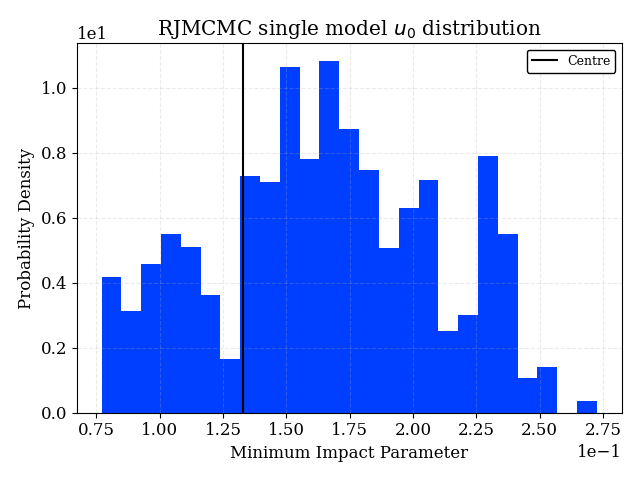 RJMCMC single model u₀ distribution
1e1
Centre
1.0
0.8
0.6
0.4
0.2
0.0
Probability Density
0.75 1.00 1.25 1.50 1.75 2.00 2.25 2.50 2.75
1e−1
Minimum Impact Parameter